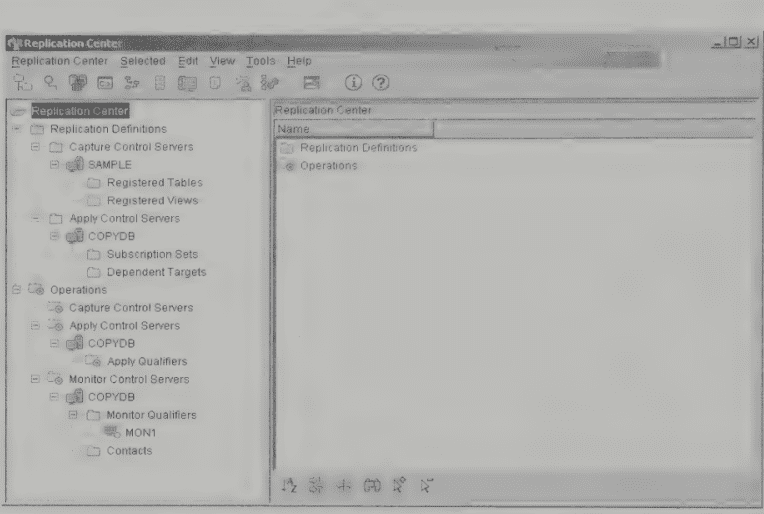 Replication Center
Replication Center Selected Edit View Tools Help
Replication Center
Replication Definitions
Capture Control Servers
SAMPLE
Registered Tables
Registered Views
Apply Control Servers
COPYDB
Subscription Sets
Dependent Targets
Operations
Capture Control Servers
Apply Control Servers
COPYDB
Apply Qualifiers
Monitor Control Servers
COPYDB
Monitor Qualifiers
MON1
Contacts
Replication Center
Name
Replication Definitions
Operations